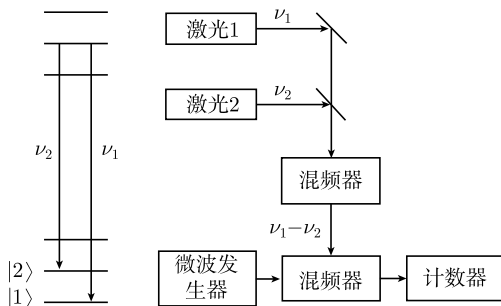 激光1
ν₁
激光2
ν₂
ν₂
ν₁
混频器
ν₁−ν₂
|2⟩
|1⟩
微波发
生器
混频器
计数器